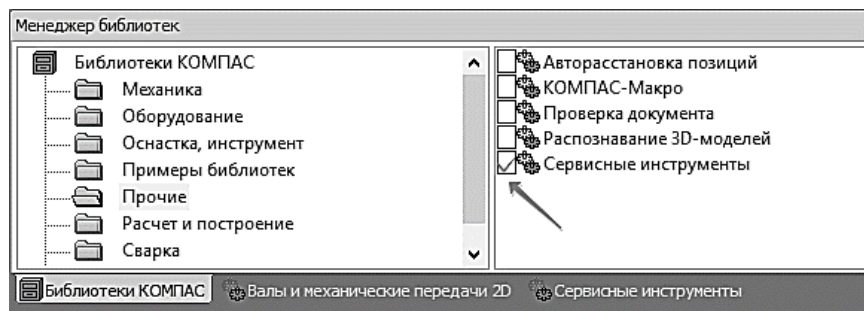 Менеджер библиотек
Библиотеки КОМПАС
Механика
Оборудование
Оснастка, инструмент
Примеры библиотек
Прочие
Расчет и построение
Сварка
Авторасстановка позиций
КОМПАС-Макро
Проверка документа
Распознавание 3D-моделей
Сервисные инструменты
Библиотеки КОМПАС Валы и механические передачи 2D Сервисные инструменты